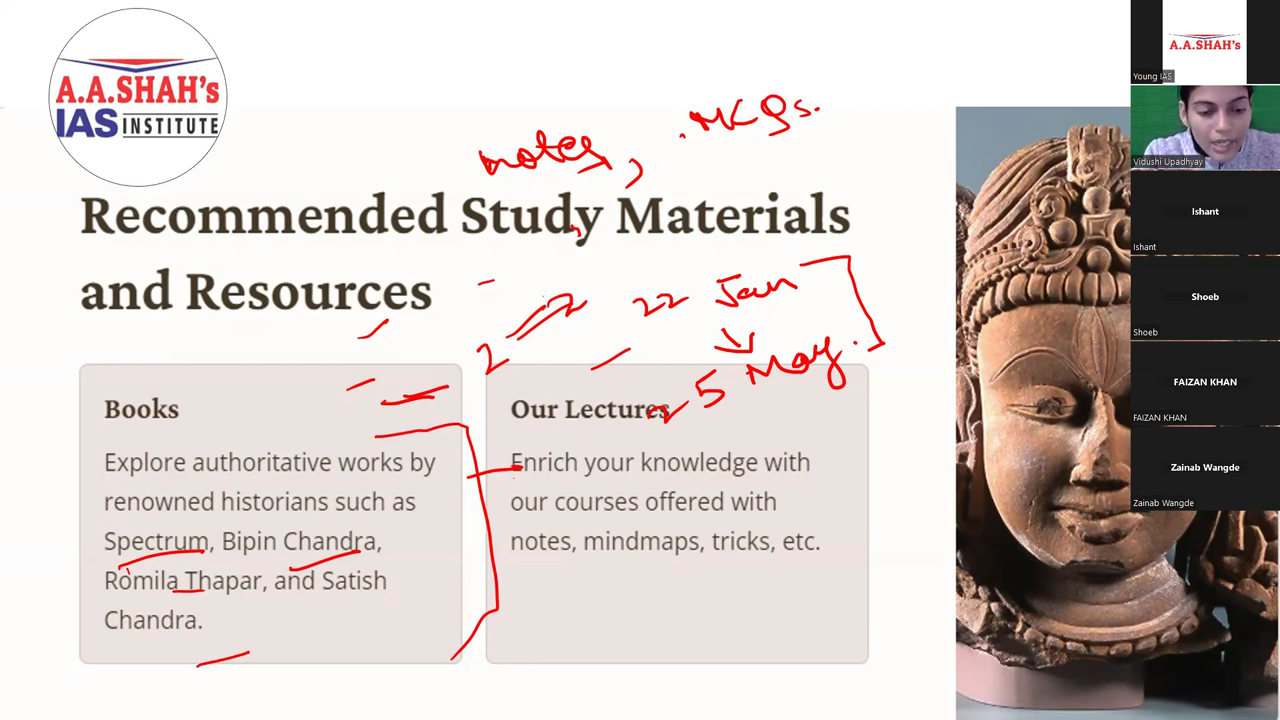 A.A.SHAH's
IAS INSTITUTE
notes, MCQs.
Recommended Study Materials
and Resources
2 22 Jan
25 May.
Books
Explore authoritative works by
renowned historians such as
Spectrum, Bipin Chandra,
Romila Thapar, and Satish
Chandra.
Our Lectures
Enrich your knowledge with
our courses offered with
notes, mindmaps, tricks, etc.
A.A.SHAH's
Young IAS
Vidushi Upadhyay
Ishant
Ishant
Shoeb
Shoeb
FAIZAN KHAN
FAIZAN KHAN
Zainab Wangde
Zainab Wangde